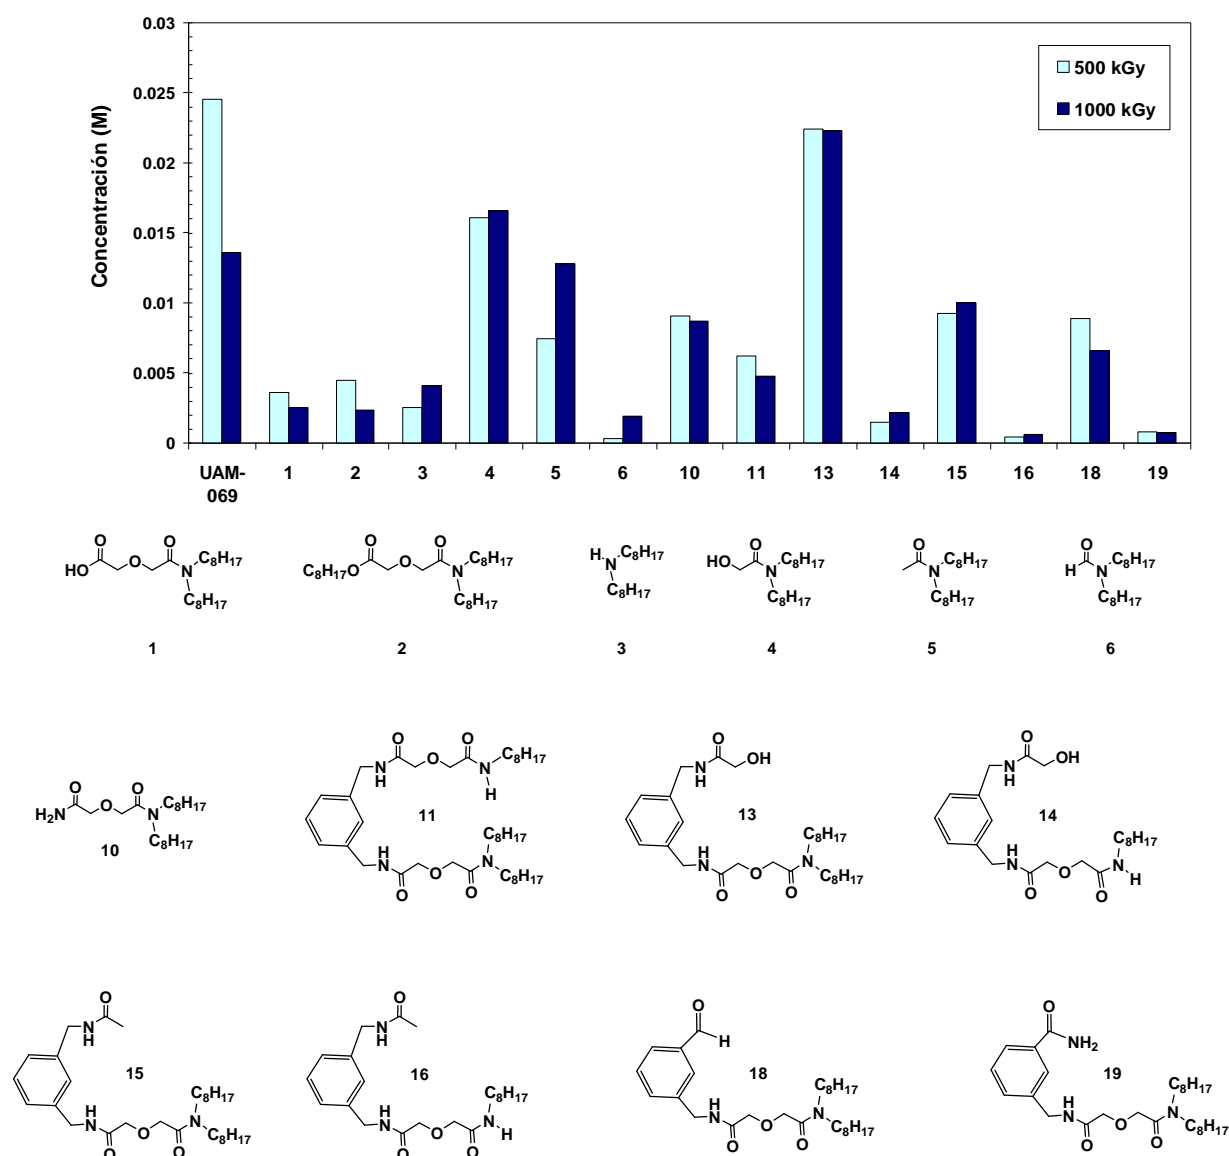 0.03
0.025
0.02
0.015
0.01
0.005
0
Concentración (M)
500 kGy
1000 kGy
UAM-
069
1
2
3
4
5
6
10
11
13
14
15
16
18
19
O
HO
O
O
N
C8H17
C8H17
1
C8H17O
O
O
O
N
C8H17
C8H17
2
H
N
C8H17
C8H17
3
HO
O
N
C8H17
C8H17
4
O
N
C8H17
C8H17
5
O
H
N
C8H17
C8H17
6
O
H2N
O
O
N
C8H17
C8H17
10
O
N
H
O
O
N
H
C8H17
11
H
N
O
O
O
N
C8H17
C8H17
O
N
H
OH
13
H
N
O
O
O
N
C8H17
C8H17
O
N
H
OH
14
H
N
O
O
O
N
H
C8H17
O
N
H
15
H
N
O
O
O
N
C8H17
C8H17
O
N
H
16
H
N
O
O
O
N
H
C8H17
O
H
18
N
H
O
O
O
N
C8H17
C8H17
O
NH2
19
N
H
O
O
O
N
C8H17
C8H17